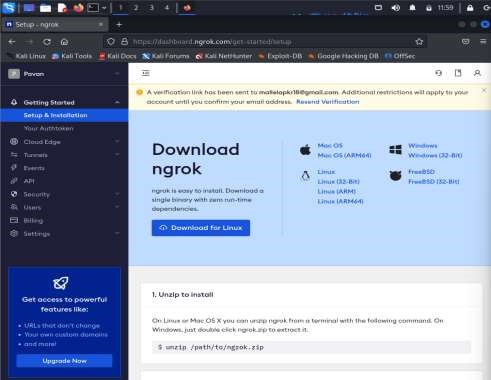 1 2 3 4
11:59
Setup - ngrok
https://dashboard.ngrok.com/get-started/setup
Kali Linux Kali Tools Kali Docs Kali Forums Kali NetHunter Exploit-DB Google Hacking DB OffSec
P Pavan
A verification link has been sent to mallelapkr18@gmail.com. Additional restrictions will apply to your
account until you confirm your email address. Resend Verification
Getting Started
Setup & Installation
Your Authtoken
Cloud Edge
Tunnels
Events
API
Security
Users
Billing
Settings
Get access to powerful
features like:
• URLs that don't change
• Your own custom domains
• and more!
Upgrade Now
Download
ngrok
ngrok is easy to install. Download a
single binary with zero run-time
dependencies.
Download for Linux
Mac OS
Mac OS (ARM64)
Linux
Linux (32-Bit)
Linux (ARM)
Linux (ARM64)
Windows
Windows (32-Bit)
FreeBSD
FreeBSD (32-Bit)
1. Unzip to install
On Linux or Mac OS X you can unzip ngrok from a terminal with the following command. On
Windows, just double click ngrok.zip to extract it.
$ unzip /path/to/ngrok.zip